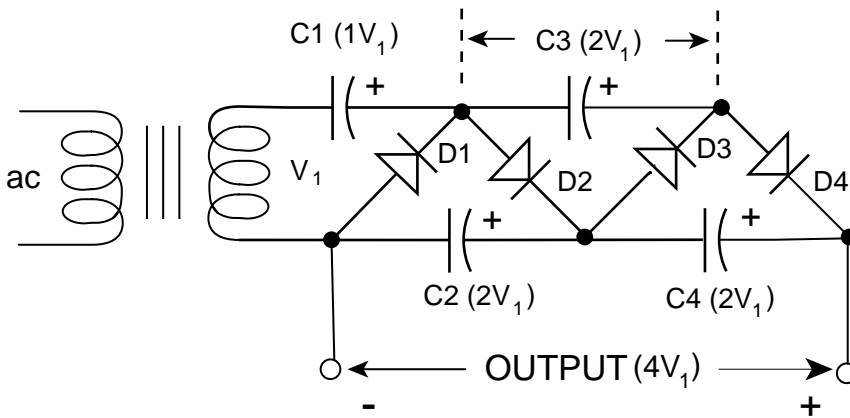 C1 (1V1)
C3 (2V1)
+
+
ac
V1
D1
D2
D3
D4
+
+
C2 (2V1)
C4 (2V1)
OUTPUT (4V1)
-
+